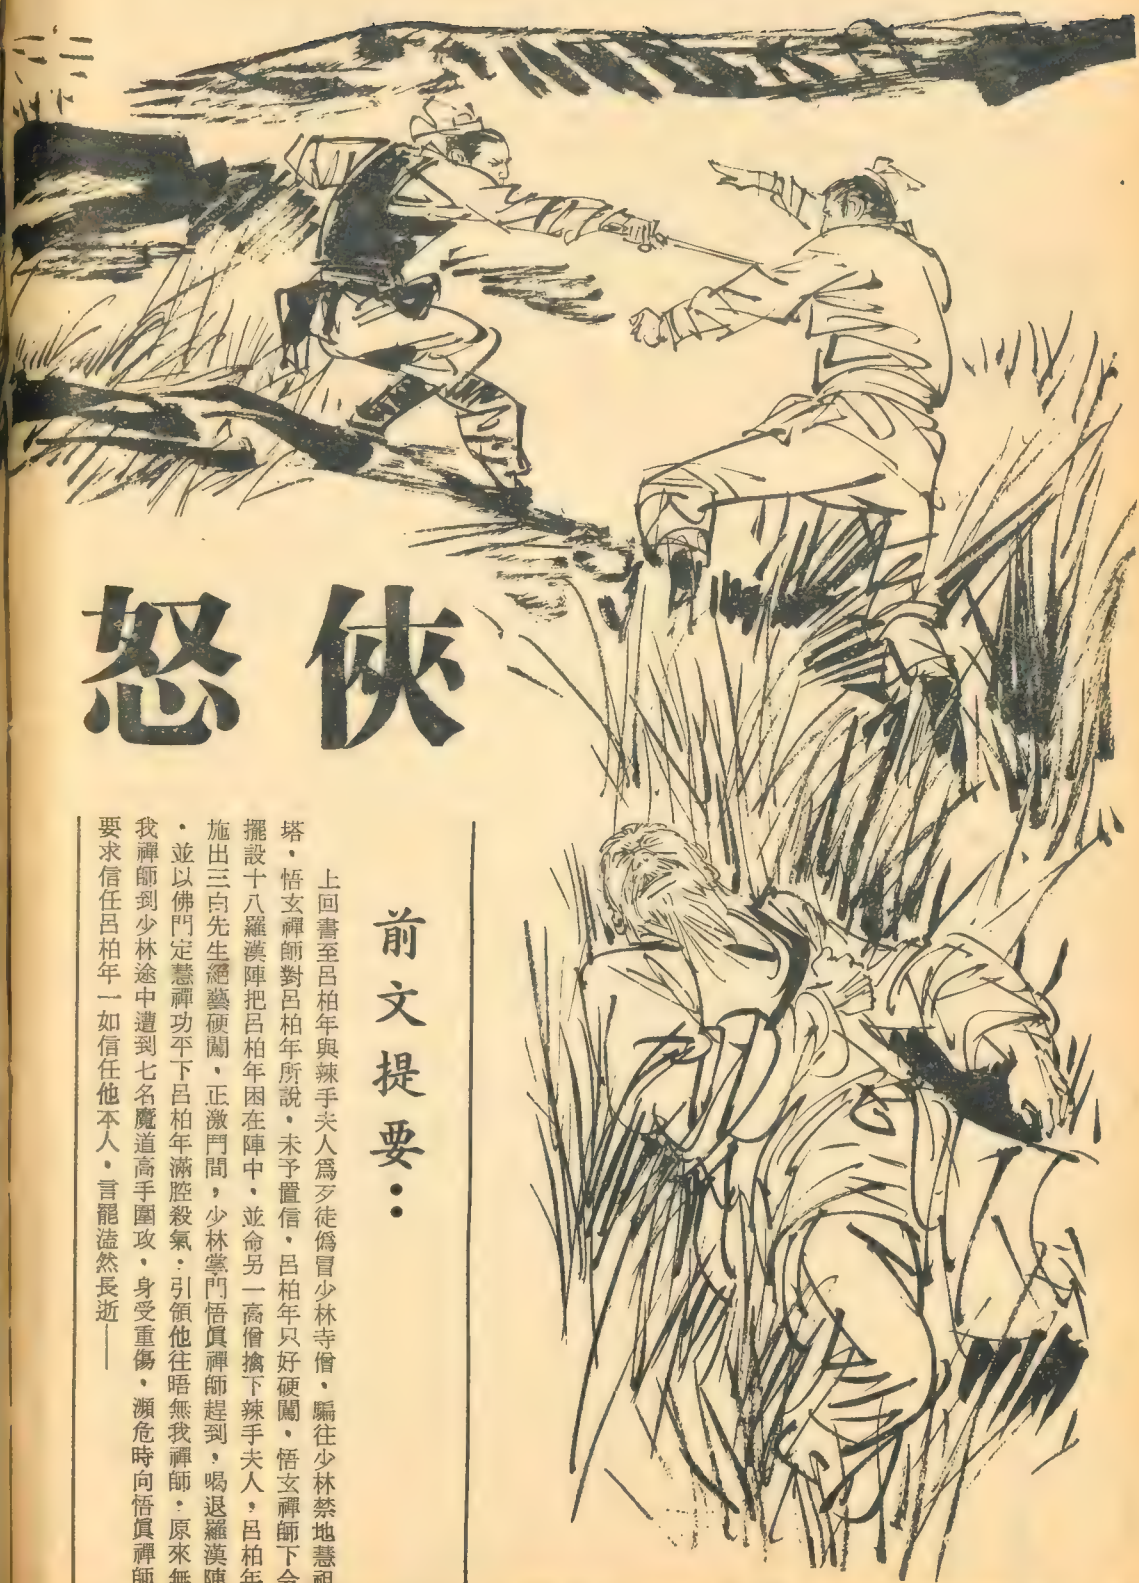 怒俠
前文提要：
上回書至呂柏年與辣手夫人爲歹徒僞冒少林寺僧，騙往少林禁地慧祖
塔，悟玄禪師對呂柏年所說，未予置信，呂柏年只好硬闖，悟玄禪師下令
擺設十八羅漢陣把呂柏年困在陣中，並命另一高僧擒下辣手夫人，呂柏年
施出三白先生絕藝硬闖，正激鬥間，少林掌門悟眞禪師趕到，喝退羅漢陣
，並以佛門定慧禪功平下呂柏年滿腔殺氣，引領他往晤無我禪師，原來無
我禪師到少林途中遭到七名魔道高手圍攻，身受重傷，瀕危時向悟眞禪師
要求信任呂柏年一如信任他本人，言罷溘然長逝——